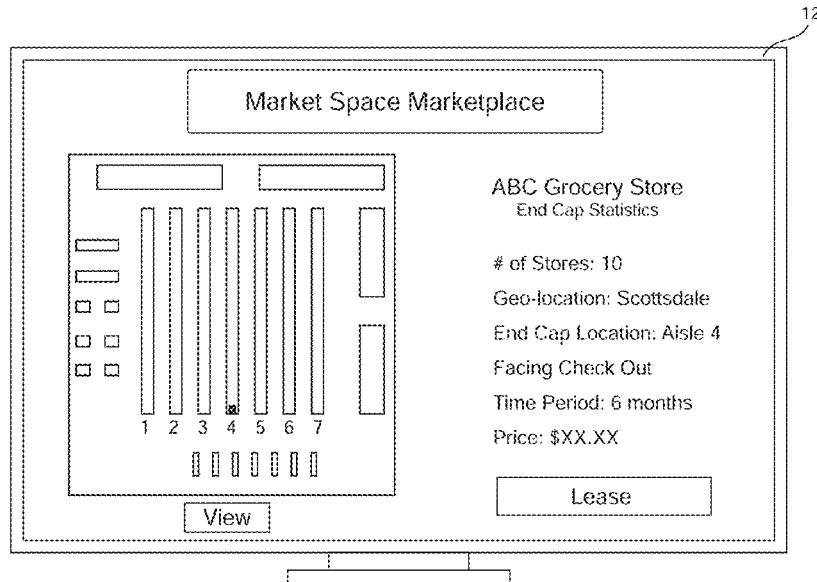 12
Market Space Marketplace
ABC Grocery Store
End Cap Statistics
# of Stores: 10
Geo-location: Scottsdale
End Cap Location: Aisle 4
Facing Check Out
Time Period: 6 months
Price: $XX.XX
1 2 3 4 5 6 7
View
Lease